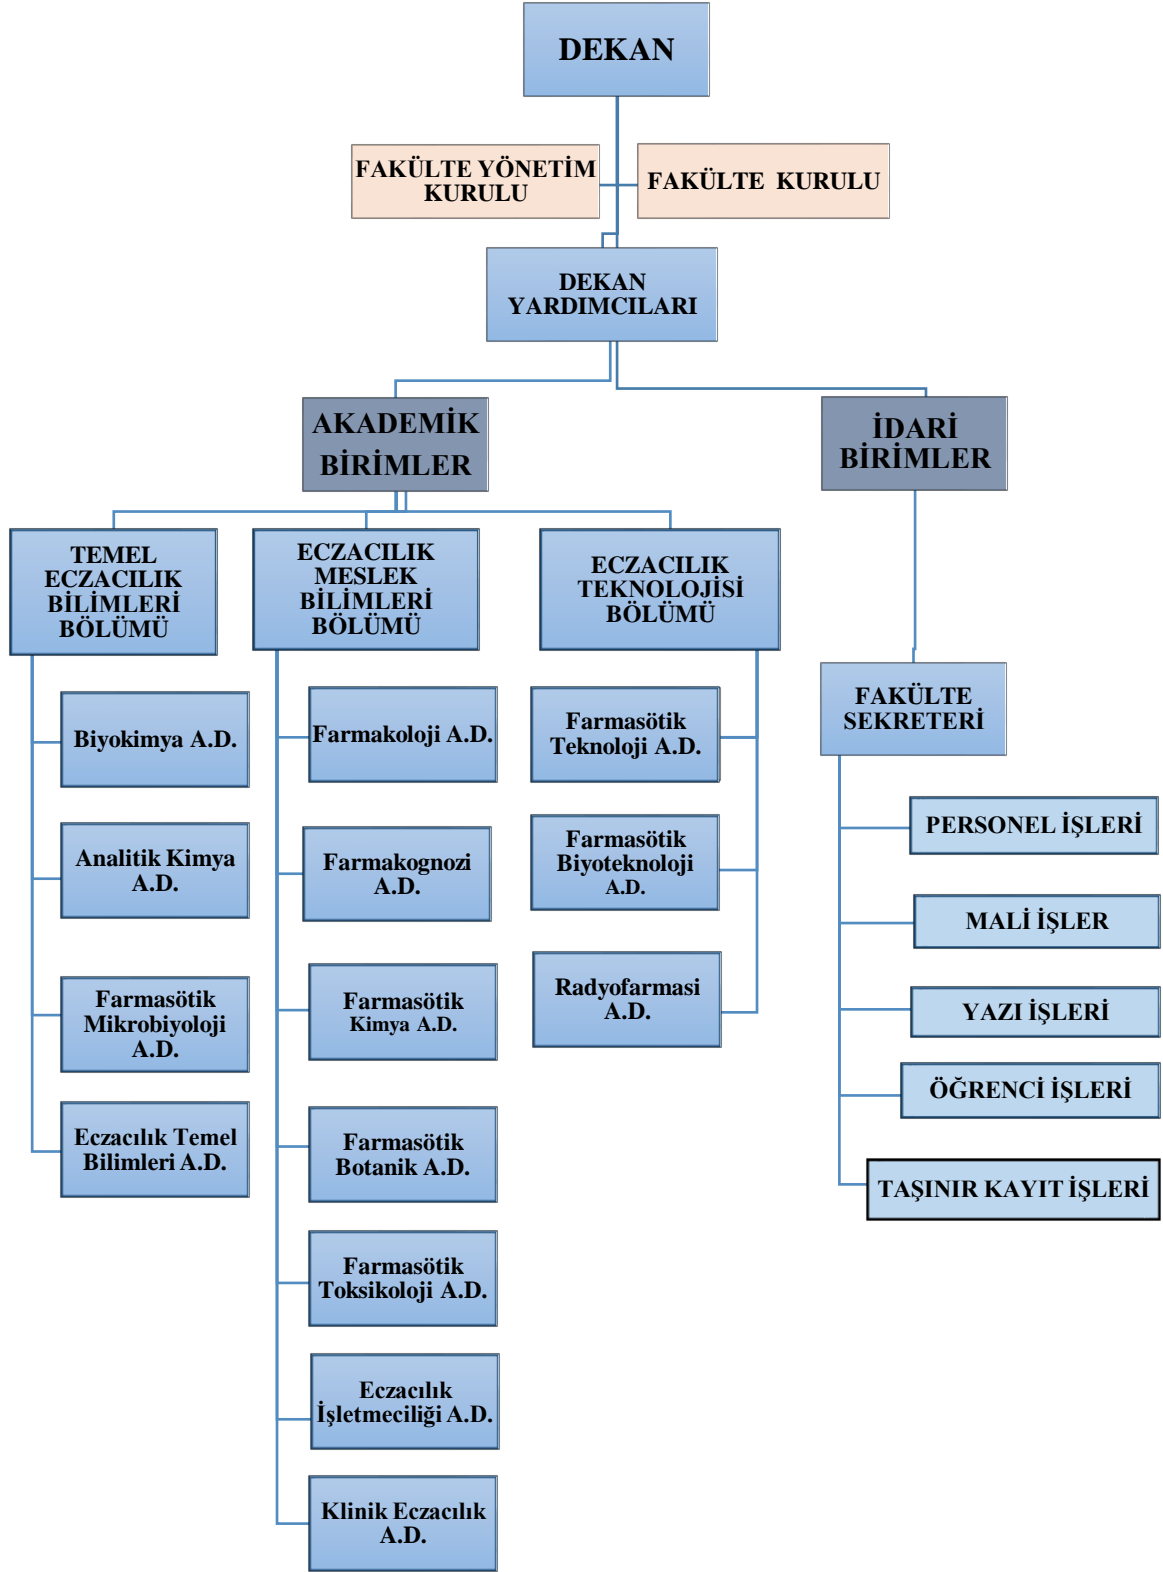 DEKAN
FAKÜLTE YÖNETİM
KURULU
FAKÜLTE KURULU
DEKAN
YARDIMCILARI
AKADEMİK
BİRİMLER
İDARİ
BİRİMLER
TEMEL
ECZACILIK
BİLİMLERİ
BÖLÜMÜ
ECZACILIK
MESLEK
BİLİMLERİ
BÖLÜMÜ
ECZACILIK
TEKNOLOJİSİ
BÖLÜMÜ
Biyokimya A.D.
Analitik Kimya
A.D.
Farmasötik
Mikrobiyoloji
A.D.
Eczacılık Temel
Bilimleri A.D.
Farmakoloji A.D.
Farmakognozi
A.D.
Farmasötik
Kimya A.D.
Farmasötik
Botanik A.D.
Farmasötik
Toksikoloji A.D.
Eczacılık
İşletmeciliği A.D.
Klinik Eczacılık
A.D.
Farmasötik
Teknoloji A.D.
Farmasötik
Biyoteknoloji
A.D.
Radyofarmasi
A.D.
FAKÜLTE
SEKRETERİ
PERSONEL İŞLERİ
MALİ İŞLER
YAZI İŞLERİ
ÖĞRENCİ İŞLERİ
TAŞINIR KAYIT İŞLERİ